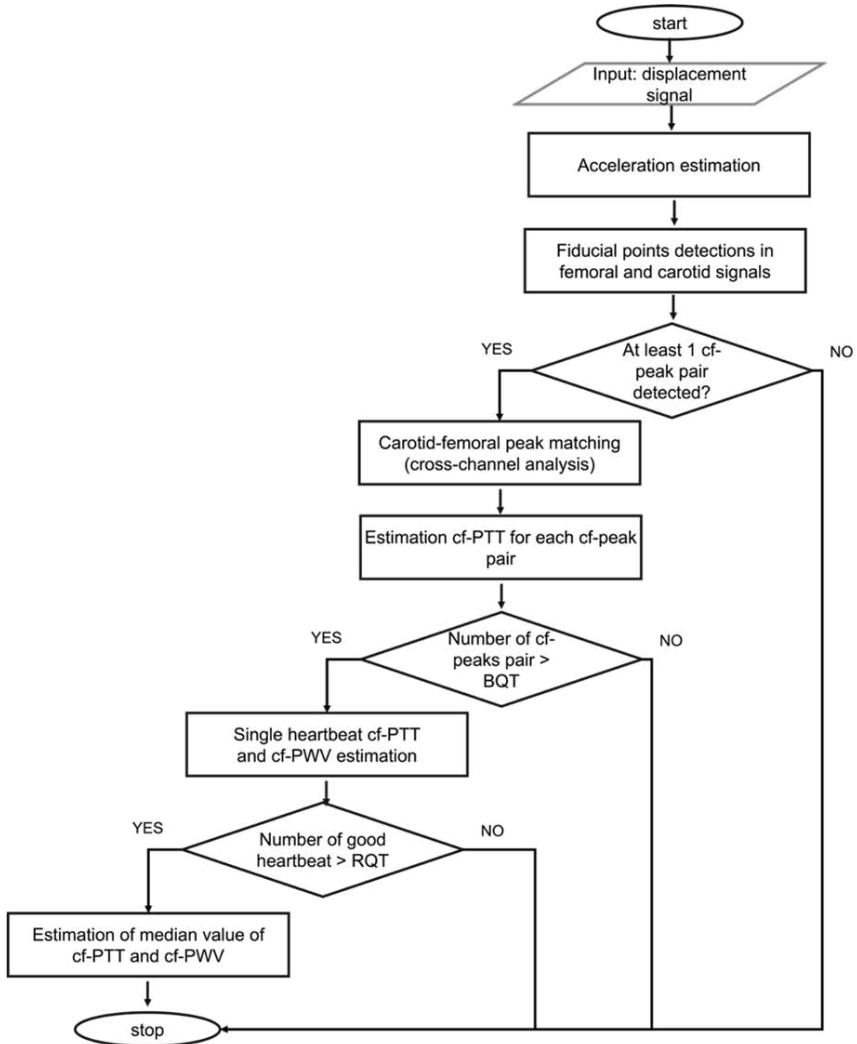 start
Input: displacement
signal
Acceleration estimation
Fiducial points detections in
femoral and carotid signals
YES
At least 1 cf-
peak pair
detected?
NO
Carotid-femoral peak matching
(cross-channel analysis)
Estimation cf-PTT for each cf-peak
pair
YES
Number of cf-
peaks pair >
BQT
NO
Single heartbeat cf-PTT
and cf-PWV estimation
YES
Number of good
heartbeat > RQT
NO
Estimation of median value of
cf-PTT and cf-PWV
stop